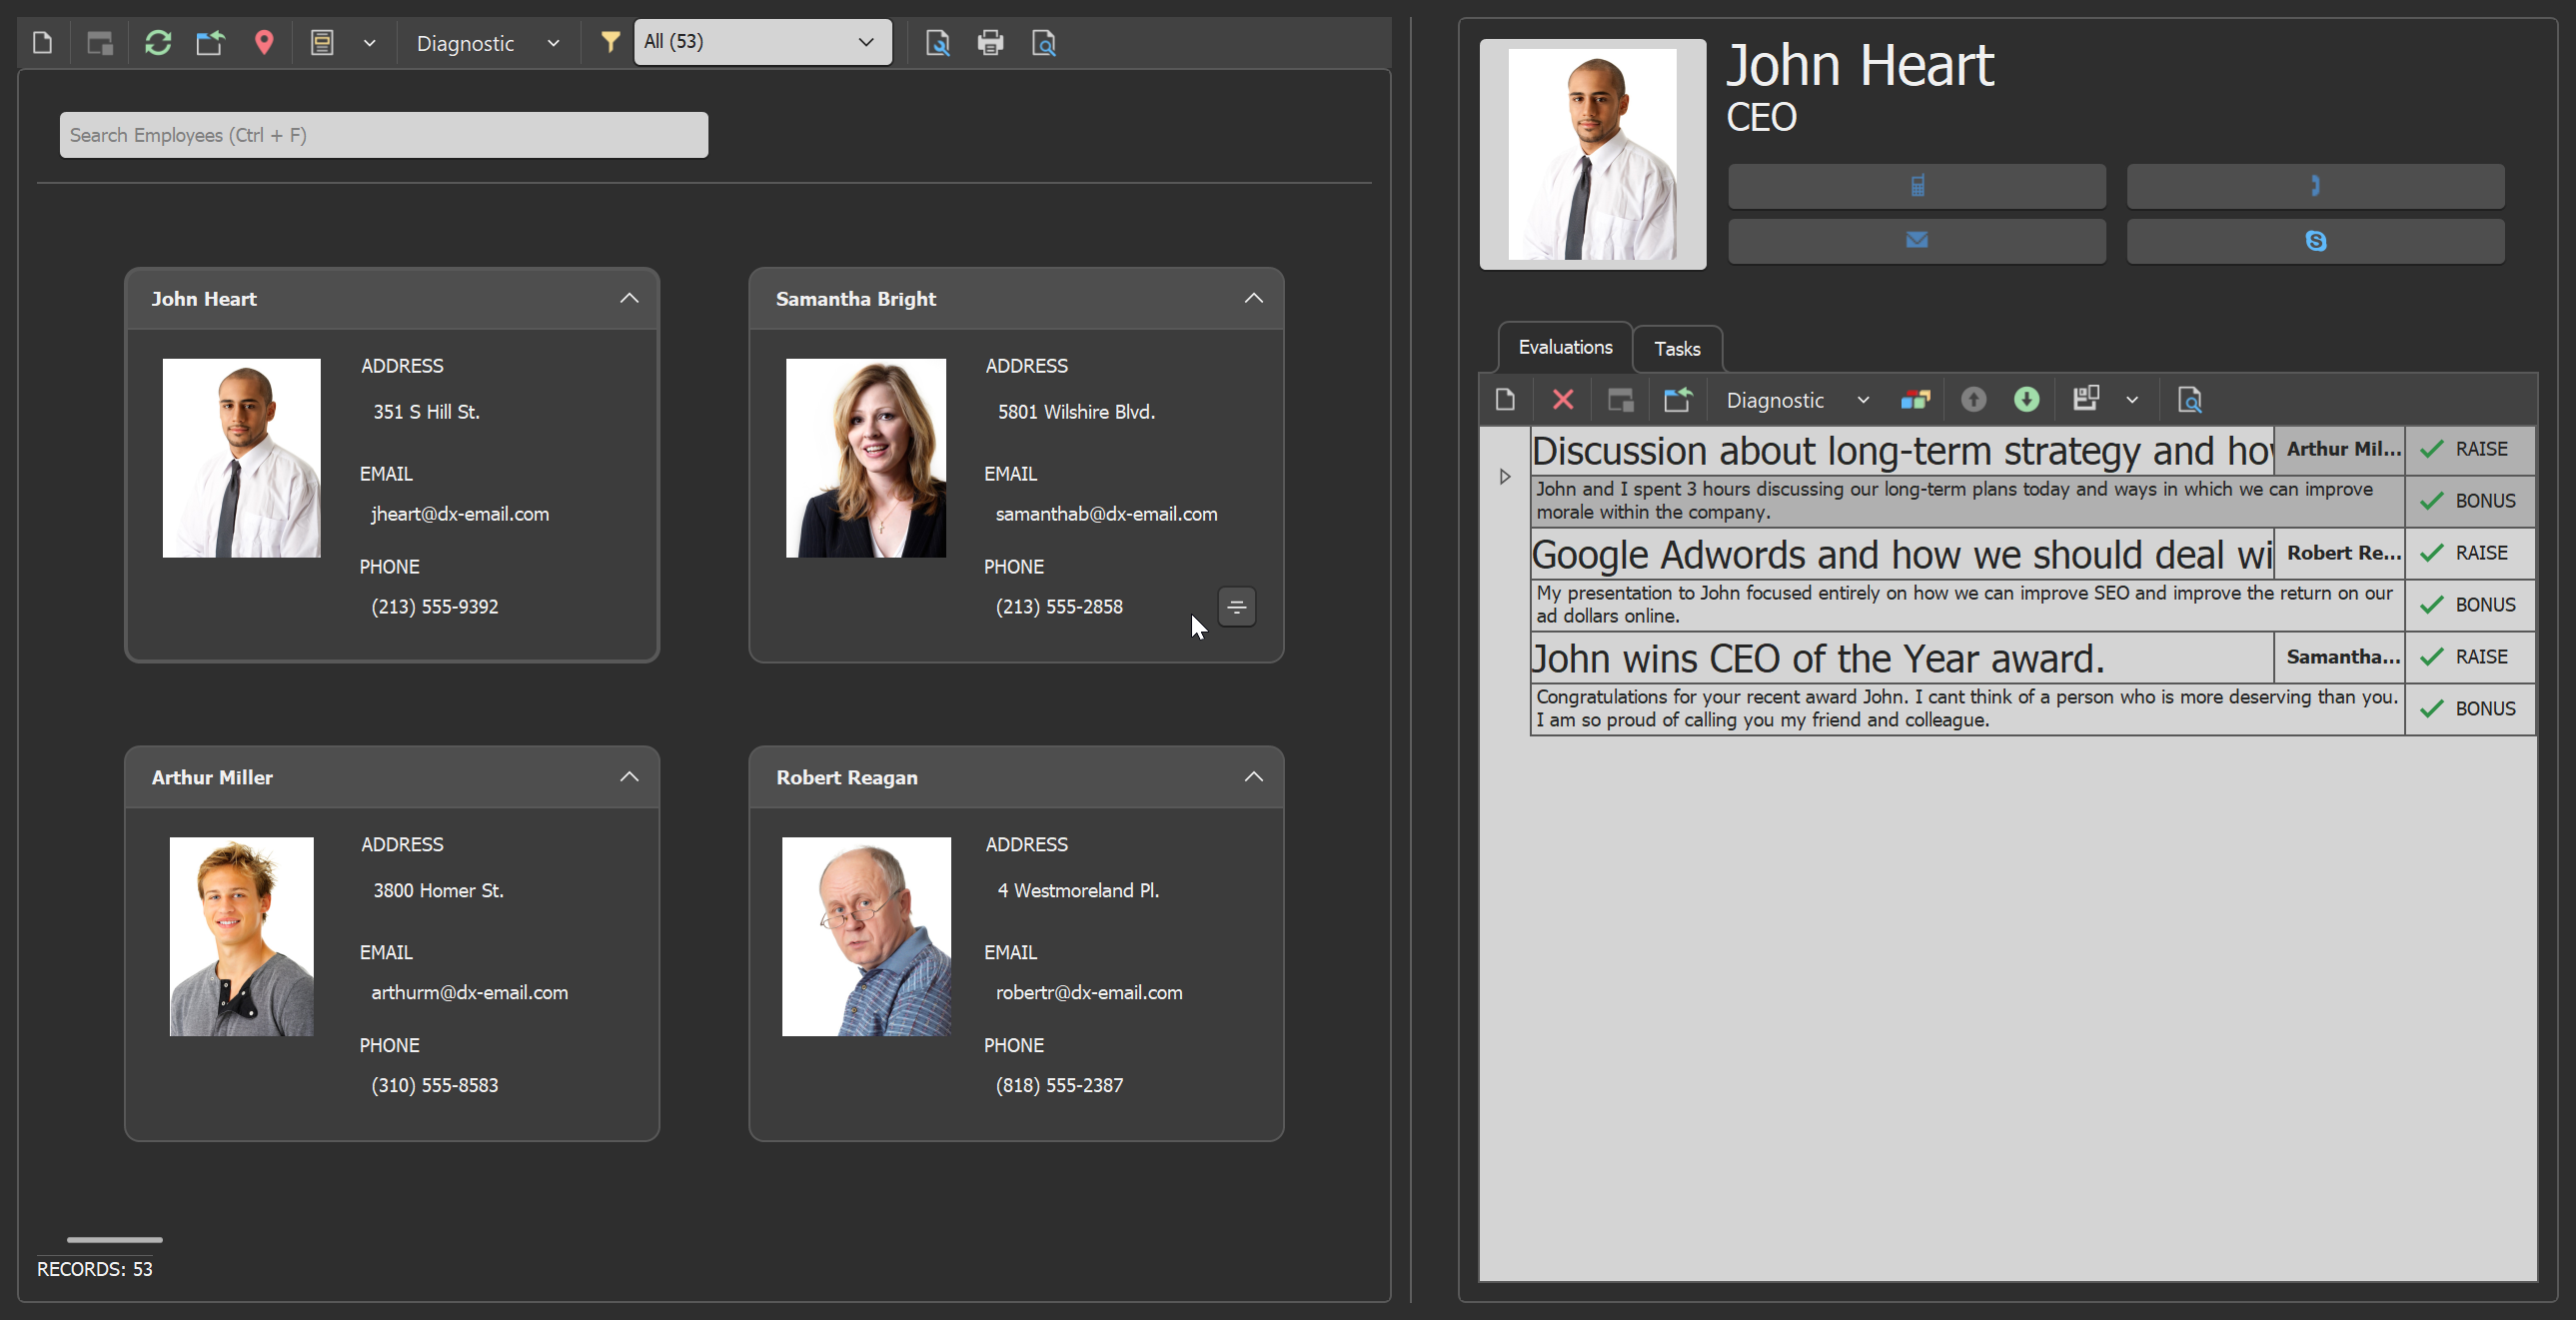 Diagnostic
All (53)
Search Employees (Ctrl + F)
John Heart
ADDRESS
351 S Hill St.
EMAIL
jheart@dx-email.com
PHONE
(213) 555-9392
Samantha Bright
ADDRESS
5801 Wilshire Blvd.
EMAIL
samanthab@dx-email.com
PHONE
(213) 555-2858
Arthur Miller
ADDRESS
3800 Homer St.
EMAIL
arthurm@dx-email.com
PHONE
(310) 555-8583
Robert Reagan
ADDRESS
4 Westmoreland Pl.
EMAIL
robertr@dx-email.com
PHONE
(818) 555-2387
RECORDS: 53
John Heart
CEO
Evaluations
Tasks
Diagnostic
Discussion about long-term strategy and how
Arthur Mil...
RAISE
John and I spent 3 hours discussing our long-term plans today and ways in which we can improve
morale within the company.
BONUS
Google Adwords and how we should deal wi
Robert Re...
RAISE
My presentation to John focused entirely on how we can improve SEO and improve the return on our
ad dollars online.
BONUS
John wins CEO of the Year award.
Samantha...
RAISE
Congratulations for your recent award John. I cant think of a person who is more deserving than you.
I am so proud of calling you my friend and colleague.
BONUS